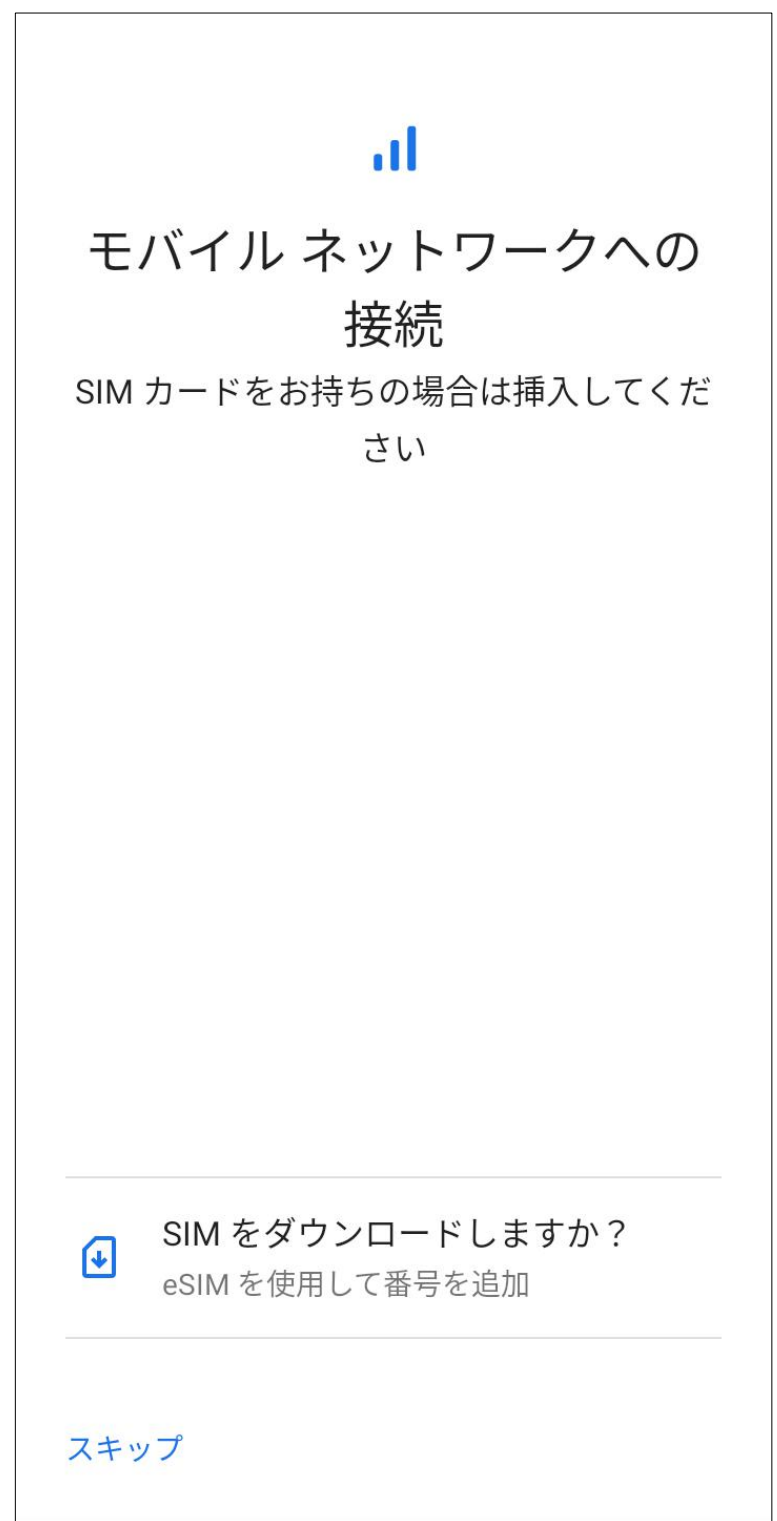 モバイル ネットワークへの
接続
SIM カードをお持ちの場合は挿入してくだ
さい
SIM をダウンロードしますか？
eSIM を使用して番号を追加
スキップ